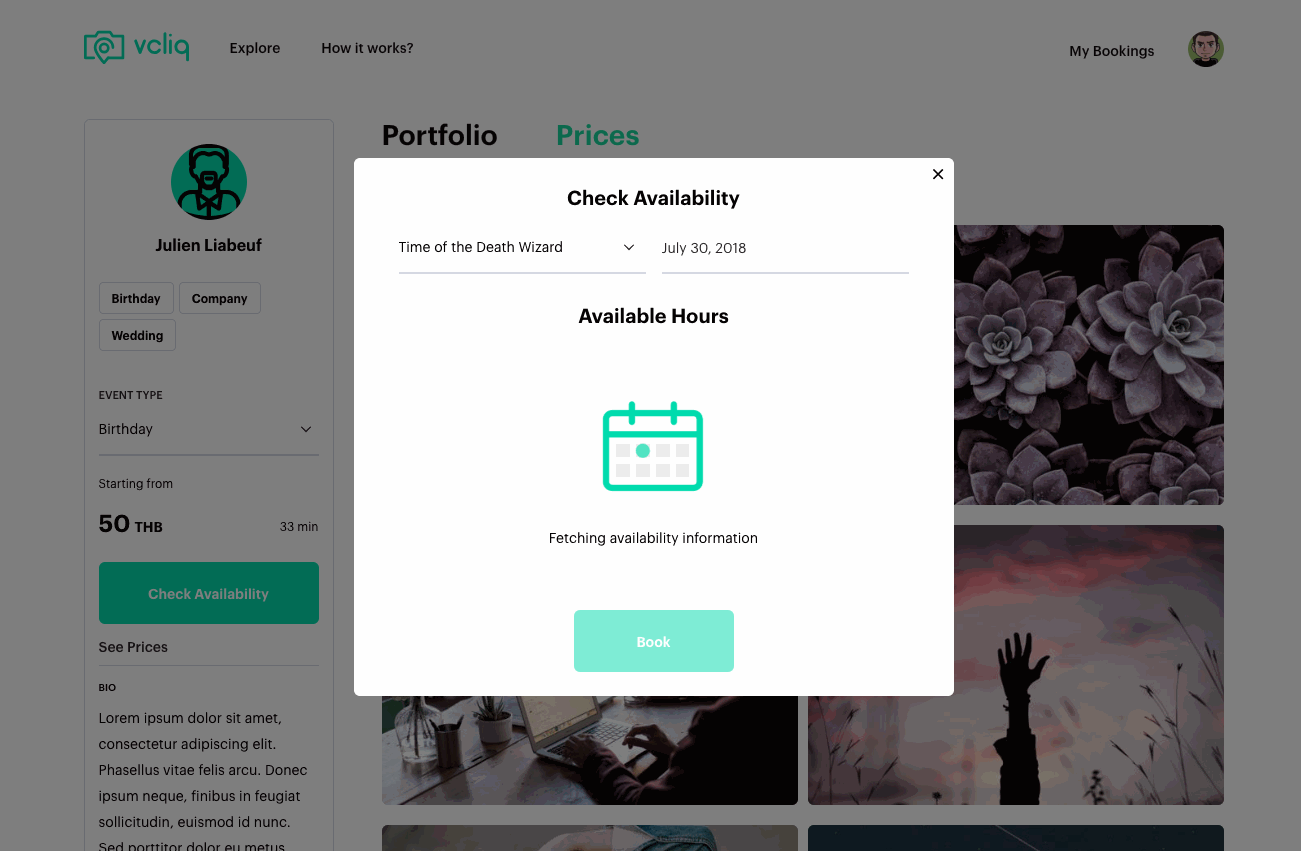 vcliq
Explore
How it works?
My Bookings
Portfolio
Prices
Julien Liabeuf
Birthday
Company
Wedding
EVENT TYPE
Birthday
Starting from
50 THB
33 min
Check Availability
See Prices
BIO
Lorem ipsum dolor sit amet,
consectetur adipiscing elit.
Phasellus vitae felis arcu. Donec
ipsum neque, finibus in feugiat
sollicitudin, euismod id nunc.
Sed porttitor dolor eu metus
Check Availability
Time of the Death Wizard
July 30, 2018
Available Hours
Fetching availability information
Book